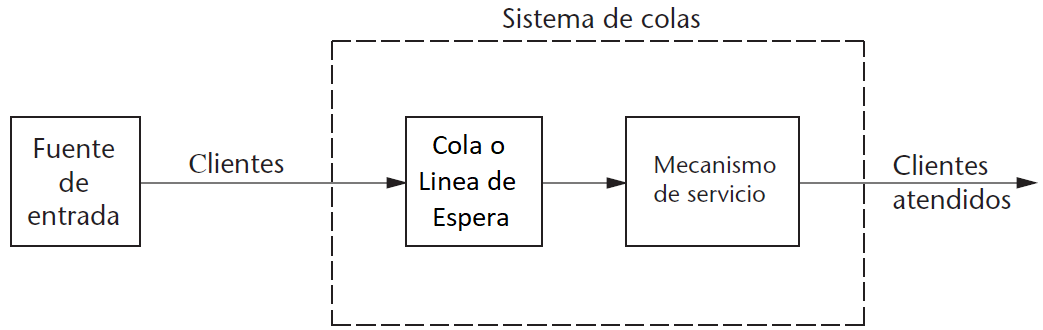 Sistema de colas
Fuente
de
entrada
Clientes
Cola o
Linea de
Espera
Mecanismo
de servicio
Clientes
atendidos